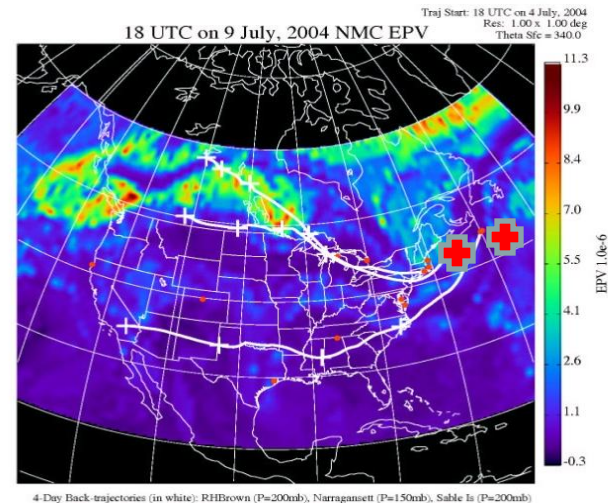 Traj Start: 18 UTC on 4 July, 2004
Res: 1.00 x 1.00 deg
18 UTC on 9 July, 2004 NMC EPV
Theta Sfc = 340.0
11.3
9.9
8.4
7.0
5.5
4.1
2.6
1.1
-0.3
EPV 1.0e-6
4-Day Back-trajectories (in white): RHBrown (P=200mb), Narragansett (P=150mb), Sable Is (P=200mb)